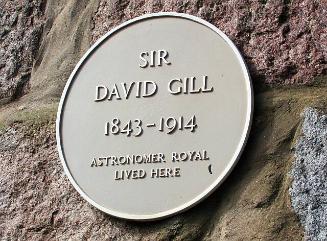 SIR
DAVID GILL
1843-1914
ASTRONOMER ROYAL
LIVED HERE